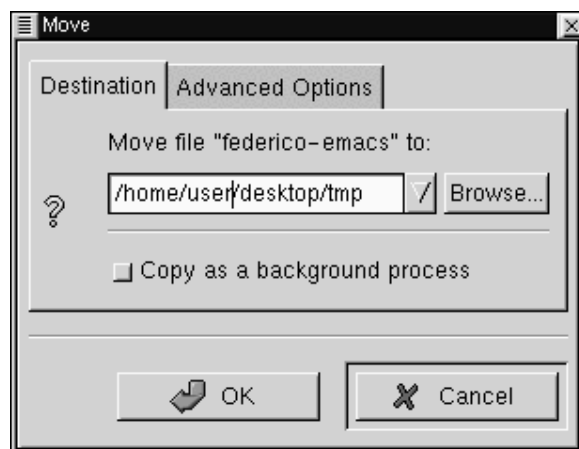 Move
Destination Advanced Options
Move file "federico-emacs" to:
/home/user/desktop/tmp Browse...
Copy as a background process
OK Cancel